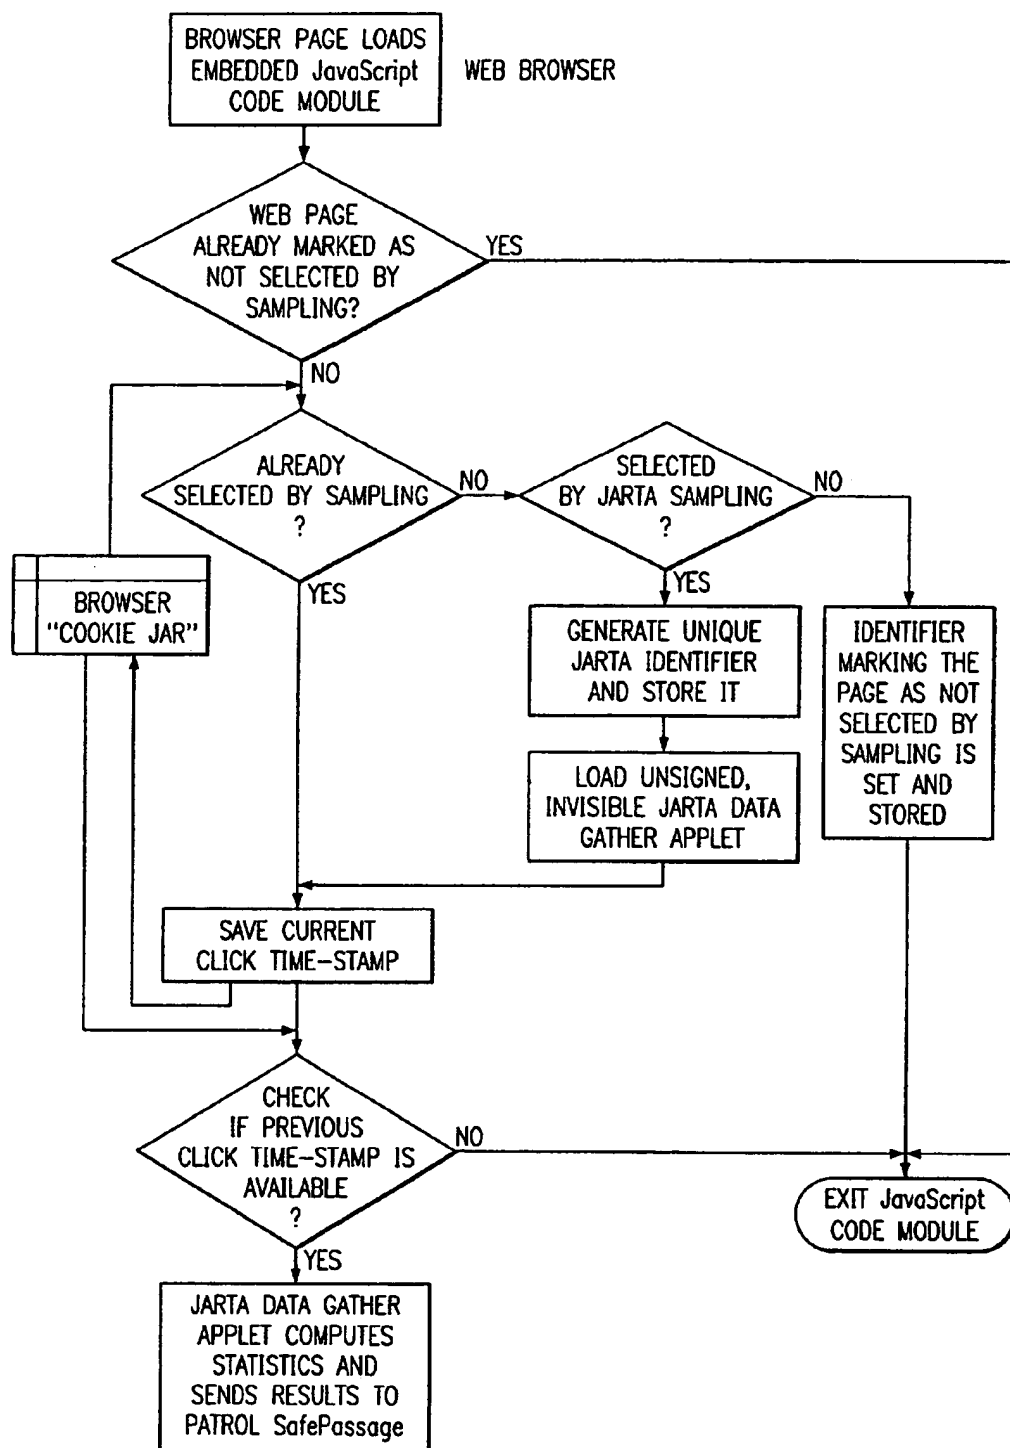 BROWSER PAGE LOADS
EMBEDDED JavaScript
CODE MODULE
WEB BROWSER
WEB PAGE
ALREADY MARKED AS
NOT SELECTED BY
SAMPLING?
YES
NO
ALREADY
SELECTED BY SAMPLING
?
NO
SELECTED
BY JARTA SAMPLING
?
NO
YES
YES
BROWSER
"COOKIE JAR"
GENERATE UNIQUE
JARTA IDENTIFIER
AND STORE IT
IDENTIFIER
MARKING THE
PAGE AS NOT
SELECTED BY
SAMPLING IS
SET AND
STORED
LOAD UNSIGNED,
INVISIBLE JARTA DATA
GATHER APPLET
SAVE CURRENT
CLICK TIME-STAMP
CHECK
IF PREVIOUS
CLICK TIME-STAMP IS
AVAILABLE
?
NO
YES
EXIT JavaScript
CODE MODULE
JARTA DATA GATHER
APPLET COMPUTES
STATISTICS AND
SENDS RESULTS TO
PATROL SafePassage